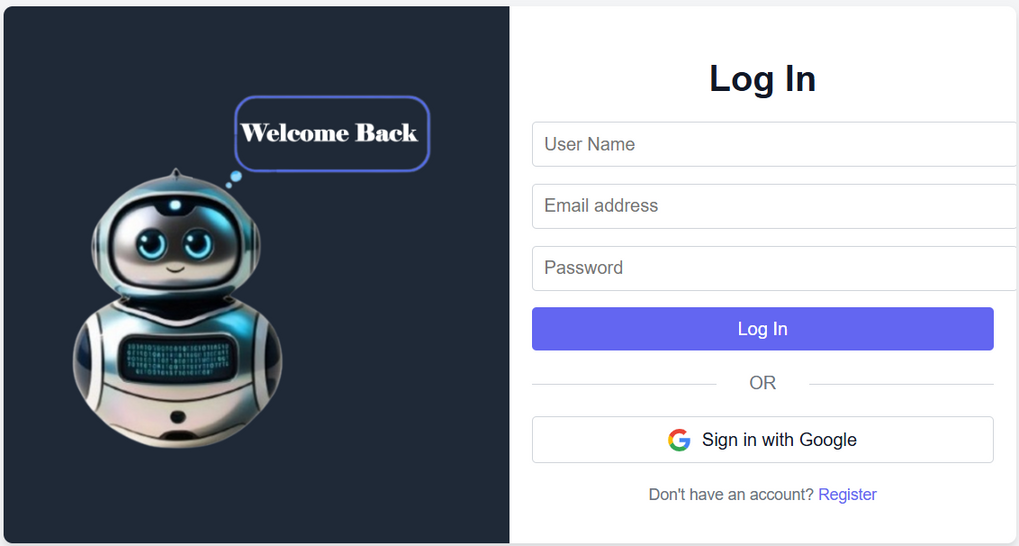 Welcome Back
Log In
User Name
Email address
Password
Log In
OR
Sign in with Google
Don't have an account? Register